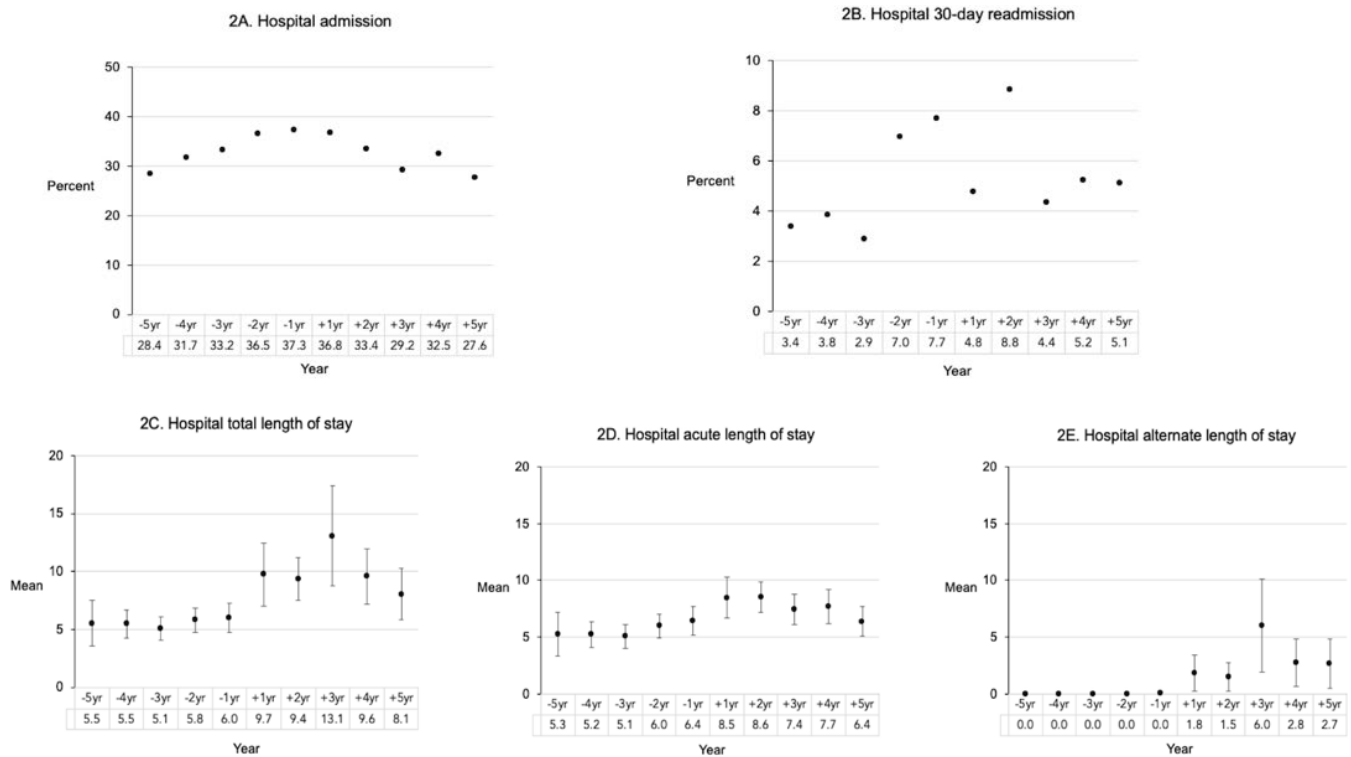 2A. Hospital admission
50
40
30
20
10
0
Percent
-5yr -4yr -3yr -2yr -1yr +1yr +2yr +3yr +4yr +5yr
28.4 31.7 33.2 36.5 37.3 36.8 33.4 29.2 32.5 27.6
Year
2B. Hospital 30-day readmission
10
8
6
4
2
0
Percent
-5yr -4yr -3yr -2yr -1yr +1yr +2yr +3yr +4yr +5yr
3.4 3.8 2.9 7.0 7.7 4.8 8.8 4.4 5.2 5.1
Year
2C. Hospital total length of stay
20
15
10
5
0
Mean
-5yr -4yr -3yr -2yr -1yr +1yr +2yr +3yr +4yr +5yr
5.5 5.5 5.1 5.8 6.0 9.7 9.4 13.1 9.6 8.1
Year
2D. Hospital acute length of stay
20
15
10
5
0
Mean
-5yr -4yr -3yr -2yr -1yr +1yr +2yr +3yr +4yr +5yr
5.3 5.2 5.1 6.0 6.4 8.5 8.6 7.4 7.7 6.4
Year
2E. Hospital alternate length of stay
20
15
10
5
0
Mean
-5yr -4yr -3yr -2yr -1yr +1yr +2yr +3yr +4yr +5yr
0.0 0.0 0.0 0.0 0.0 1.8 1.5 6.0 2.8 2.7
Year